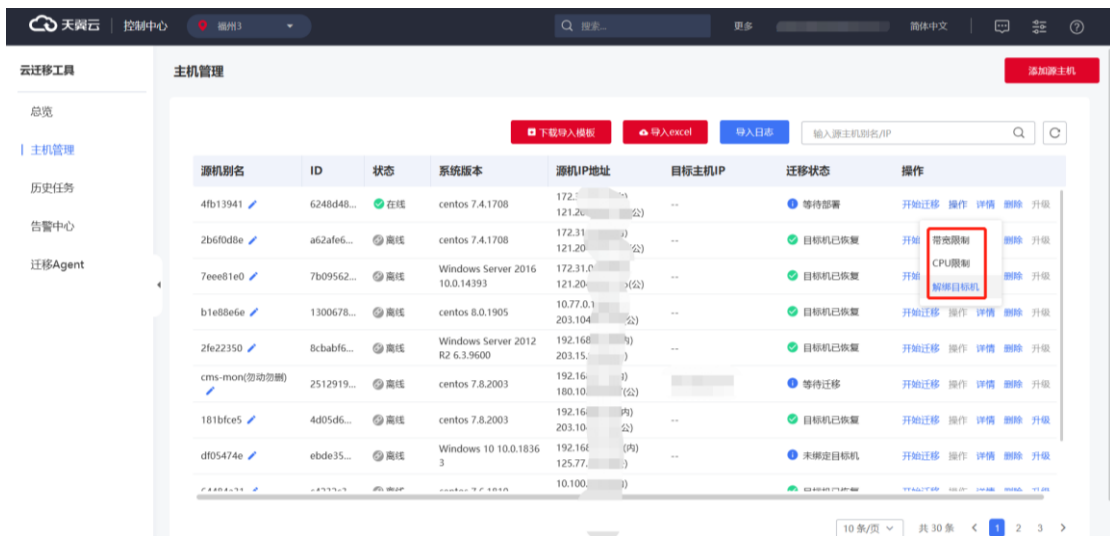 天翼云 控制中心 福州3 搜索... 更多 简体中文
云迁移工具
总览
主机管理
历史任务
告警中心
迁移Agent
主机管理 添加源主机
下载导入模板 导入excel 导入日志 输入源主机别名/IP
源机别名 ID 状态 系统版本 源机IP地址 目标主机IP 迁移状态 操作
4fb13941 6248d48... 在线 centos 7.4.1708 172. -- 等待部署 开始迁移 操作 详情 删除 升级
121.20 公)
2b6f0d8e a62afe6... 离线 centos 7.4.1708 172.31 -- 目标机已恢复 开始 删除 升级
121.20 (公)
带宽限制
CPU限制
解绑目标机
7eee81e0 7b09562... 离线 Windows Server 2016 172.31.0 -- 目标机已恢复 开始 删除 升级
10.0.14393 121.20 (公)
b1e88e6e 1300678... 离线 centos 8.0.1905 10.77.0.1 -- 目标机已恢复 开始迁移 操作 详情 删除 升级
203.104 公)
2fe22350 8cbabf6... 离线 Windows Server 2012 192.168 -- 目标机已恢复 开始迁移 操作 详情 删除 升级
R2 6.3.9600 203.15.
cms-mon(勿动勿删) 2512919... 离线 centos 7.8.2003 192.16 等待迁移 开始迁移 操作 详情 删除 升级
180.10. (公)
181bfce5 4d05d6... 离线 centos 7.8.2003 192.16 内) -- 目标机已恢复 开始迁移 操作 详情 删除 升级
203.10 公)
df05474e ebde35... 离线 Windows 10 10.0.1836 192.168 (内) -- 未绑定目标机 开始迁移 操作 详情 删除 升级
3 125.77.
10.100.
10 条/页 共 30 条 1 2 3